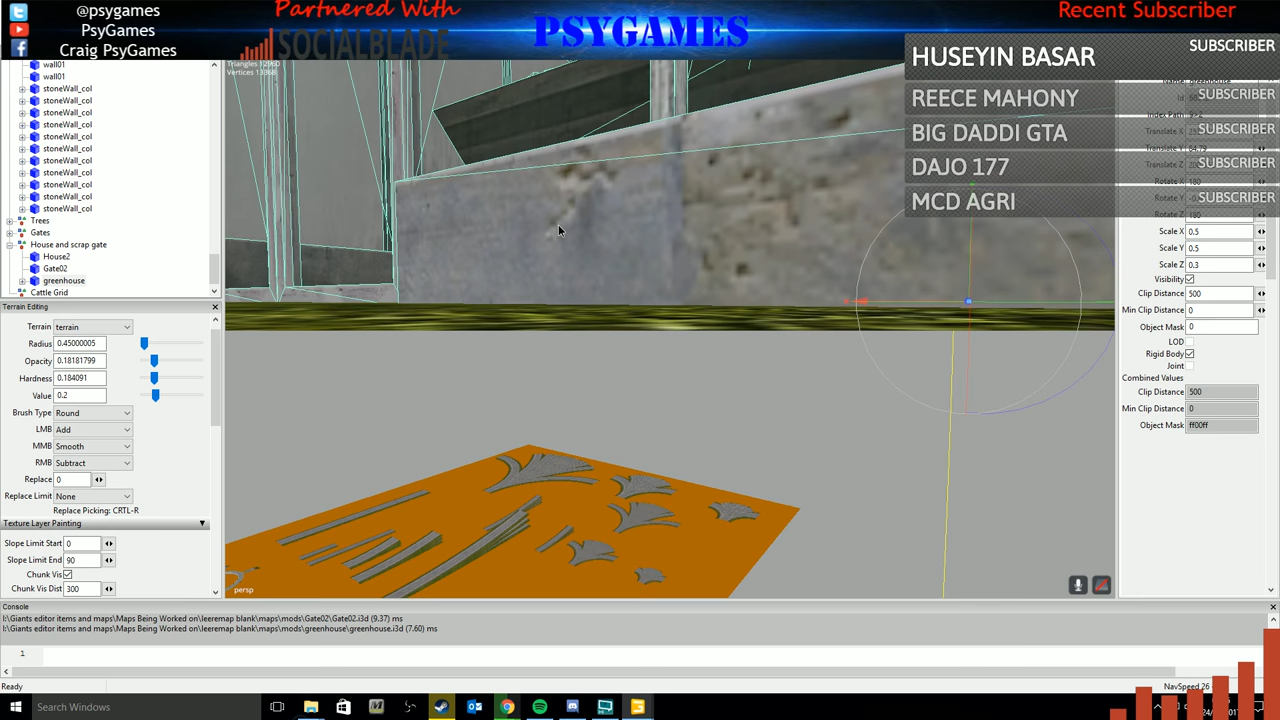 @psygames
PsyGames
Craig PsyGames
Partnered With
SOCIALBLADE
PSYGAMES
Recent Subscriber
HUSEYIN BASAR SUBSCRIBER
REECE MAHONY SUBSCRIBER
BIG DADDI GTA SUBSCRIBER
DAJO 177 SUBSCRIBER
MCD AGRI SUBSCRIBER
wall01
wall01
stoneWall_col
stoneWall_col
stoneWall_col
stoneWall_col
stoneWall_col
stoneWall_col
stoneWall_col
stoneWall_col
stoneWall_col
stoneWall_col
stoneWall_col
Trees
Gates
House and scrap gate
House2
Gate02
greenhouse
Cattle Grid
Terrain Editing
Terrain terrain
Radius 0.45000005
Opacity 0.18181799
Hardness 0.184091
Value 0.2
Brush Type Round
LMB Add
MMB Smooth
RMB Subtract
Replace 0
Replace Limit None
Replace Picking: CRTL-R
Texture Layer Painting
Slope Limit Start 0
Slope Limit End 90
Chunk Vis
Chunk Vis Dist 300
persp
Scale X 0.5
Scale Y 0.5
Scale Z 0.3
Visibility
Clip Distance 500
Min Clip Distance 0
Object Mask 0
LOD
Rigid Body
Joint
Combined Values
Clip Distance 500
Min Clip Distance 0
Object Mask ff00ff
Console
I:\Giants editor items and maps\Maps Being Worked on\leeremap blank\maps\mods\Gate02\Gate02.i3d (9.37) ms
I:\Giants editor items and maps\Maps Being Worked on\leeremap blank\maps\mods\greenhouse\greenhouse.i3d (7.60) ms
1
Ready
NavSpeed 26
Search Windows